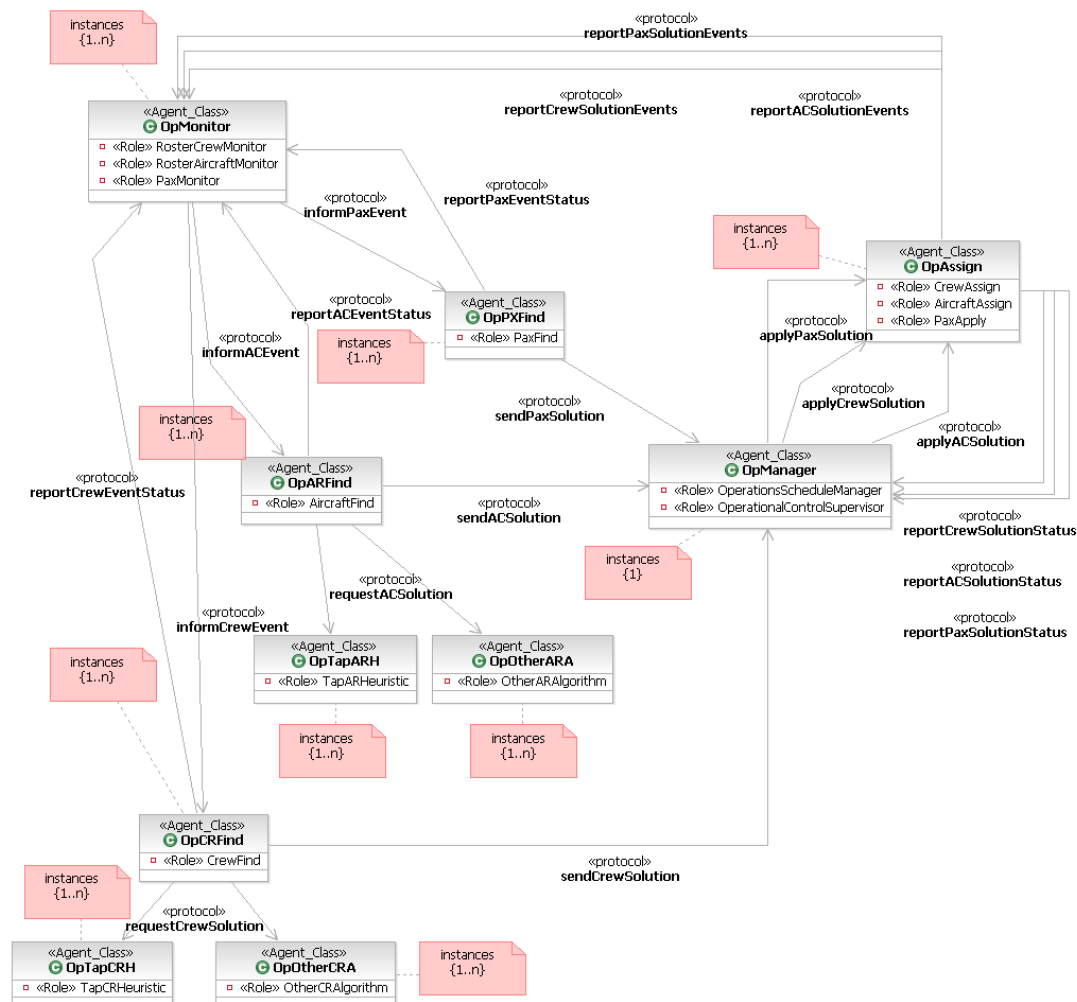 instances
{1..n}
«protocol»
reportPaxSolutionEvents
«Agent_Class»
C OpMonitor
«Role» RosterCrewMonitor
«Role» RosterAircraftMonitor
«Role» PaxMonitor
«protocol»
reportCrewSolutionEvents
«protocol»
reportACSolutionEvents
«protocol»
informPaxEvent
«protocol»
reportPaxEventStatus
instances
{1..n}
«Agent_Class»
C OpAssign
«Role» CrewAssign
«Role» AircraftAssign
«Role» PaxApply
«protocol»
reportACEventStatus
«Agent_Class»
C OpPXFind
«Role» PaxFind
instances
{1..n}
«protocol»
informACEvent
«protocol»
applyPaxSolution
«protocol»
applyCrewSolution
«protocol»
sendPaxSolution
«protocol»
applyACSolution
instances
{1..n}
«Agent_Class»
C OpARFind
«Role» AircraftFind
«Agent_Class»
C OpManager
«Role» OperationsScheduleManager
«Role» OperationalControlSupervisor
«protocol»
reportCrewEventStatus
«protocol»
sendACSolution
«protocol»
reportCrewSolutionStatus
instances
{1}
«protocol»
requestACSolution
«protocol»
reportACSolutionStatus
«protocol»
informCrewEvent
«protocol»
reportPaxSolutionStatus
«Agent_Class»
C OpTapARH
«Role» TapARHeuristic
«Agent_Class»
C OpOtherARA
«Role» OtherARAlgorithm
instances
{1..n}
instances
{1..n}
instances
{1..n}
«Agent_Class»
C OpCRFind
«Role» CrewFind
«protocol»
sendCrewSolution
instances
{1..n}
«protocol»
requestCrewSolution
«Agent_Class»
C OpTapCRH
«Role» TapCRHeuristic
«Agent_Class»
C OpOtherCRA
«Role» OtherCRAlgorithm
instances
{1..n}